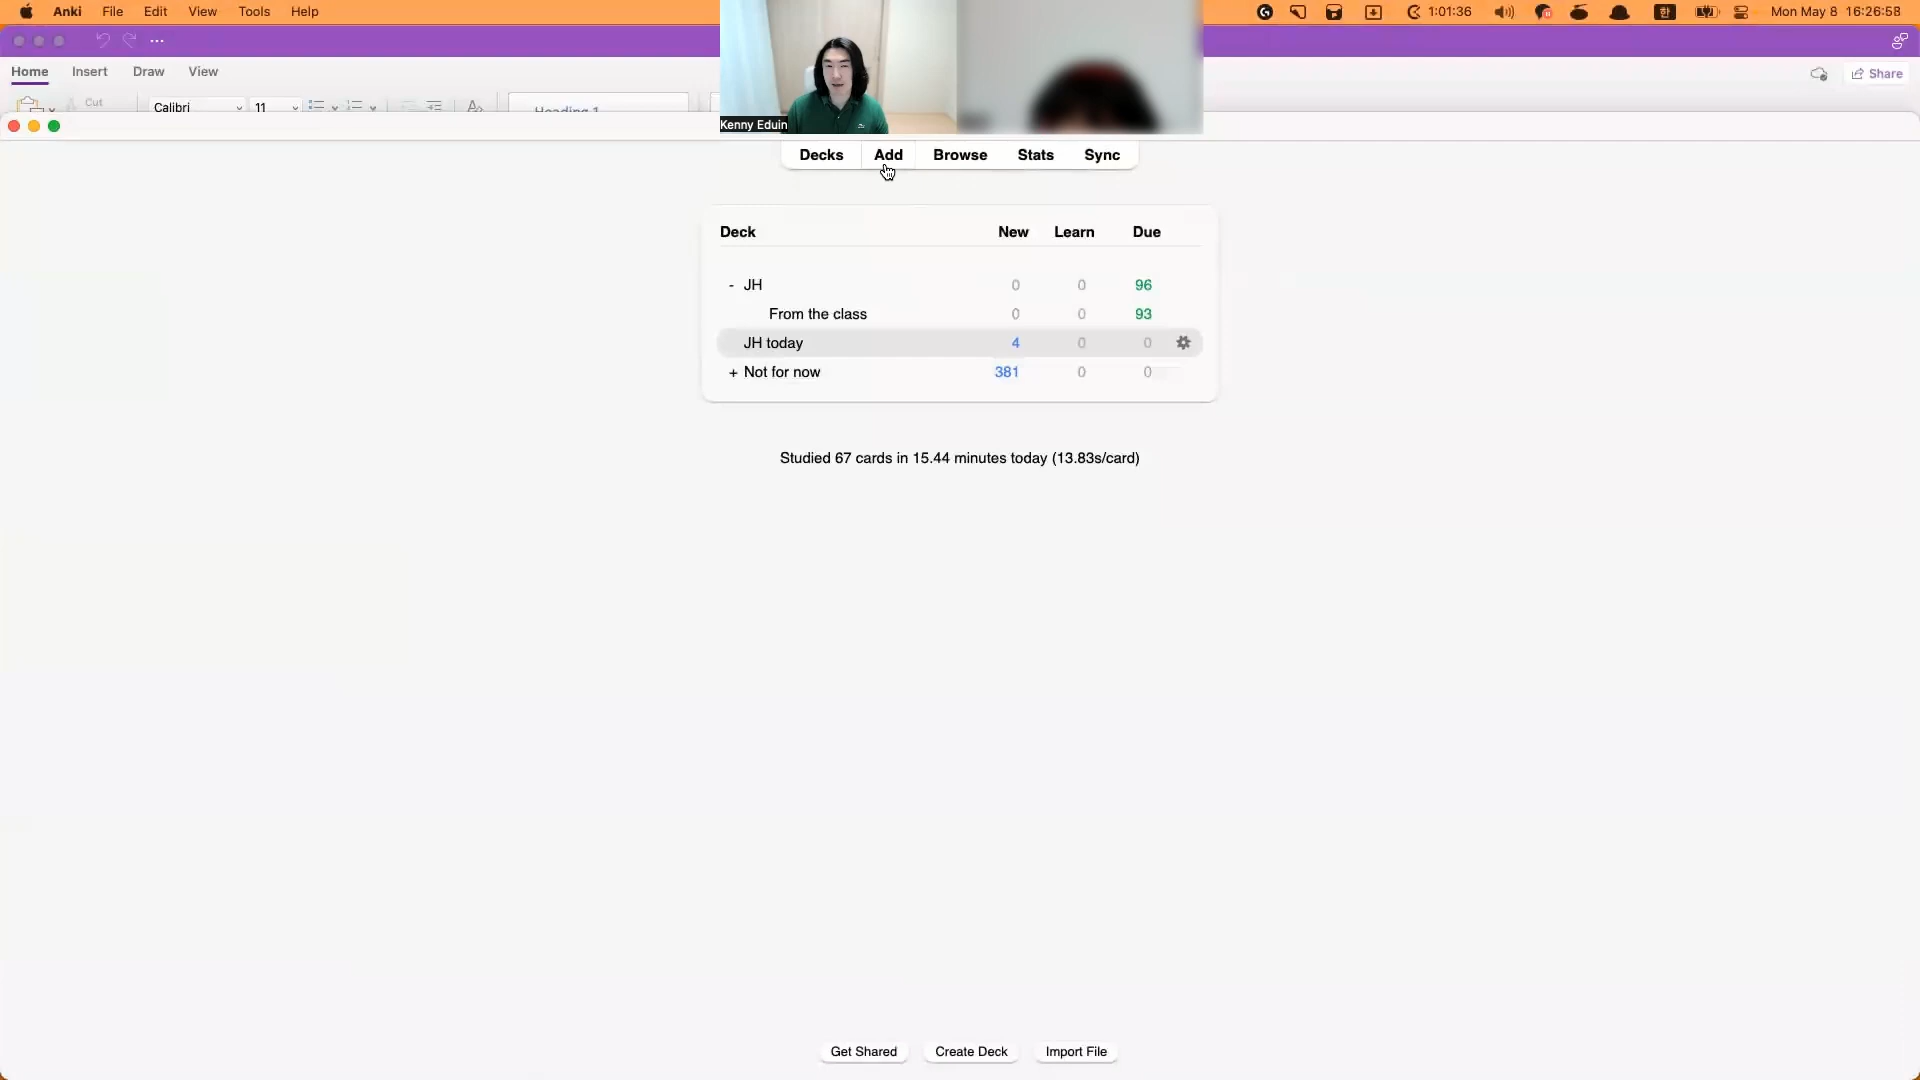 Anki File Edit View Tools Help 1:01:36 한 Mon May 8 16:26:58
Home Insert Draw View Share
Cut Calibri 11 Heading 1
Kenny Eduin
Decks Add Browse Stats Sync
Deck New Learn Due
- JH 0 0 96
From the class 0 0 93
JH today 4 0 0
+ Not for now 381 0 0
Studied 67 cards in 15.44 minutes today (13.83s/card)
Get Shared Create Deck Import File